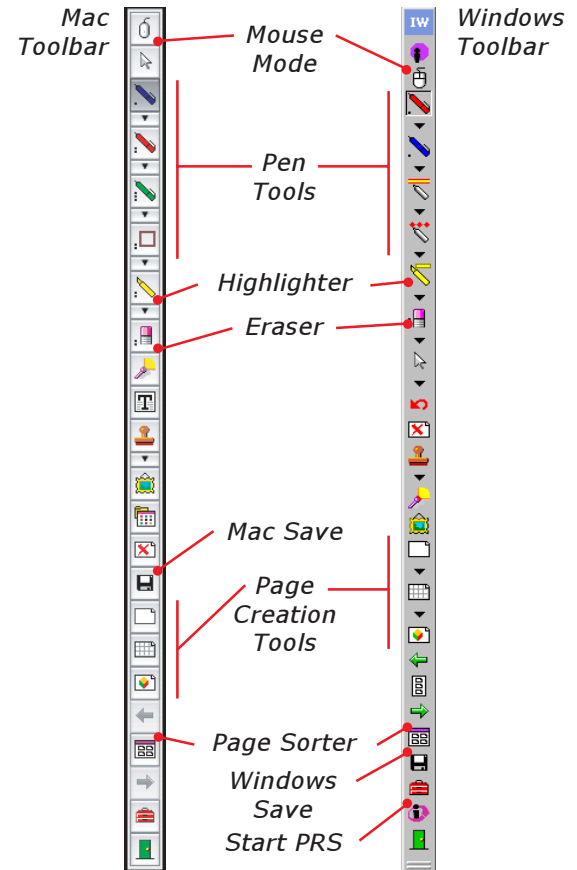 Mac
Toolbar
IW
Windows
Toolbar
Mouse
Mode
Pen
Tools
Highlighter
Eraser
T
Mac Save
Page
Creation
Tools
Page Sorter
Windows
Save
Start PRS